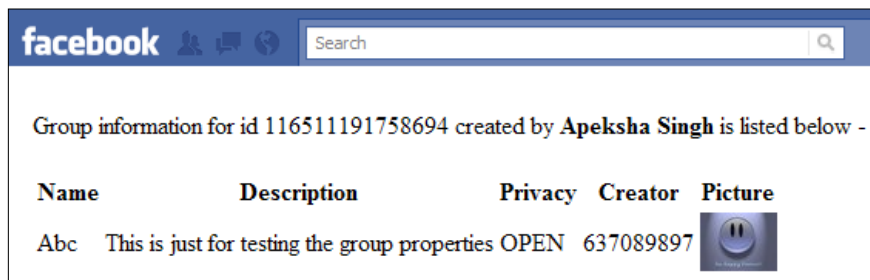 facebook Search
Group information for id 116511191758694 created by Apeksha Singh is listed below -
Name Description Privacy Creator Picture
Abc This is just for testing the group properties OPEN 637089897